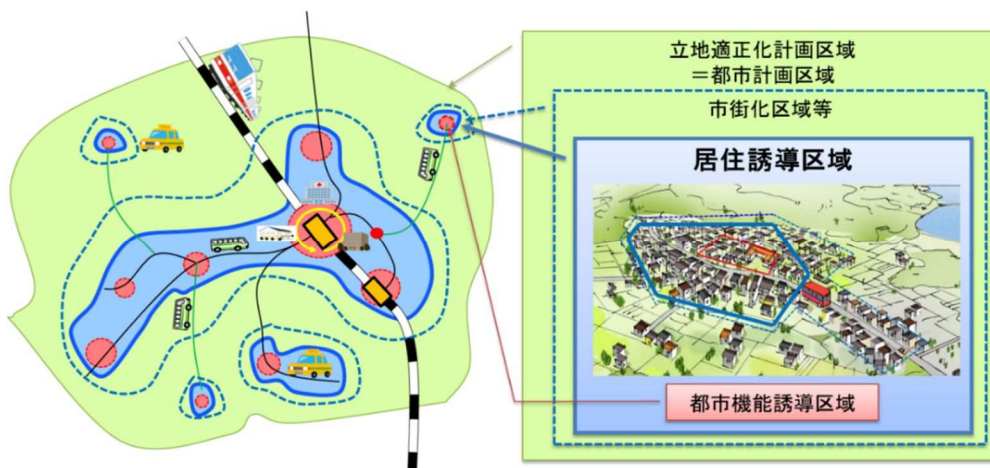 立地適正化計画区域
＝都市計画区域
市街化区域等
居住誘導区域
都市機能誘導区域